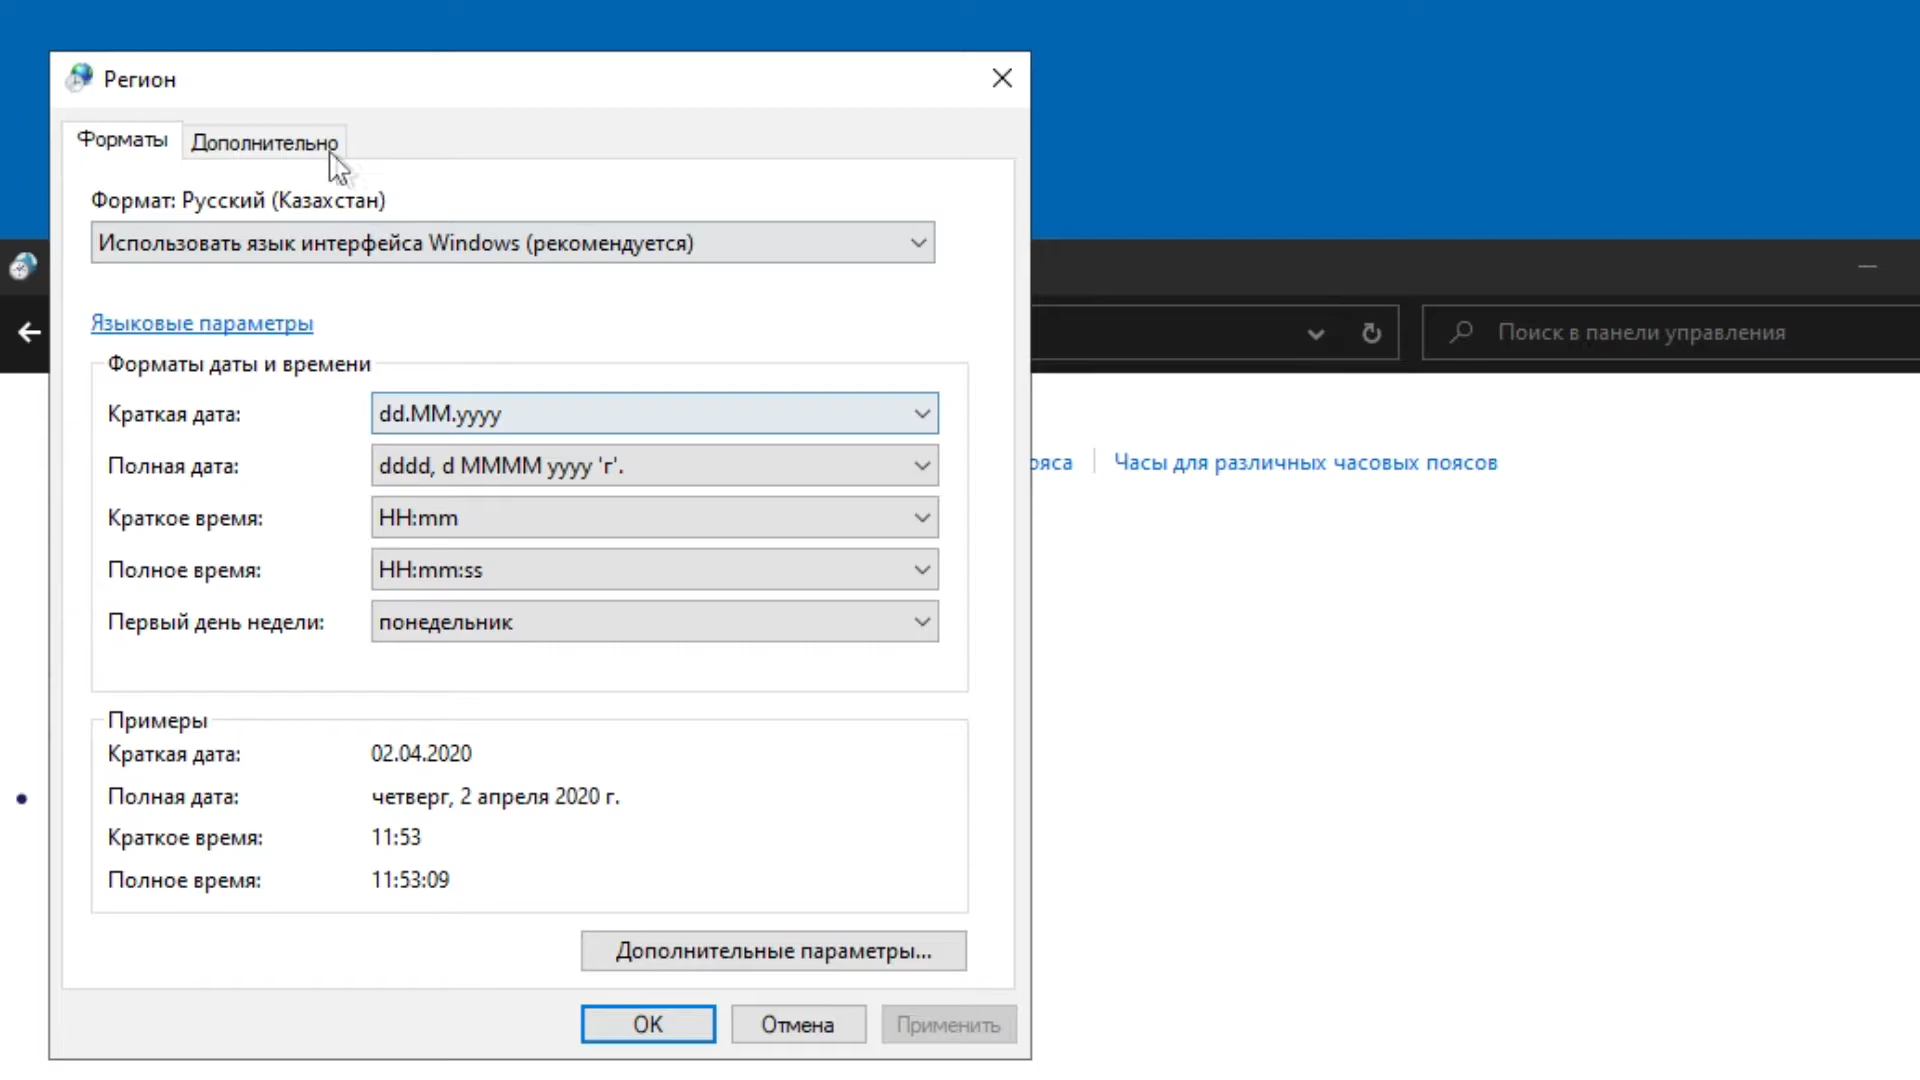 Регион
Форматы
Дополнительно
Формат: Русский (Казахстан)
Использовать язык интерфейса Windows (рекомендуется)
Поиск в панели управления
Языковые параметры
Форматы даты и времени
Краткая дата: dd.MM.yyyy
Полная дата: dddd, d MMMM yyyy 'г'.
Краткое время: HH:mm
Полное время: HH:mm:ss
Первый день недели: понедельник
Часы для различных часовых поясов
Примеры
Краткая дата: 02.04.2020
Полная дата: четверг, 2 апреля 2020 г.
Краткое время: 11:53
Полное время: 11:53:09
Дополнительные параметры...
OK
Отмена
Применить